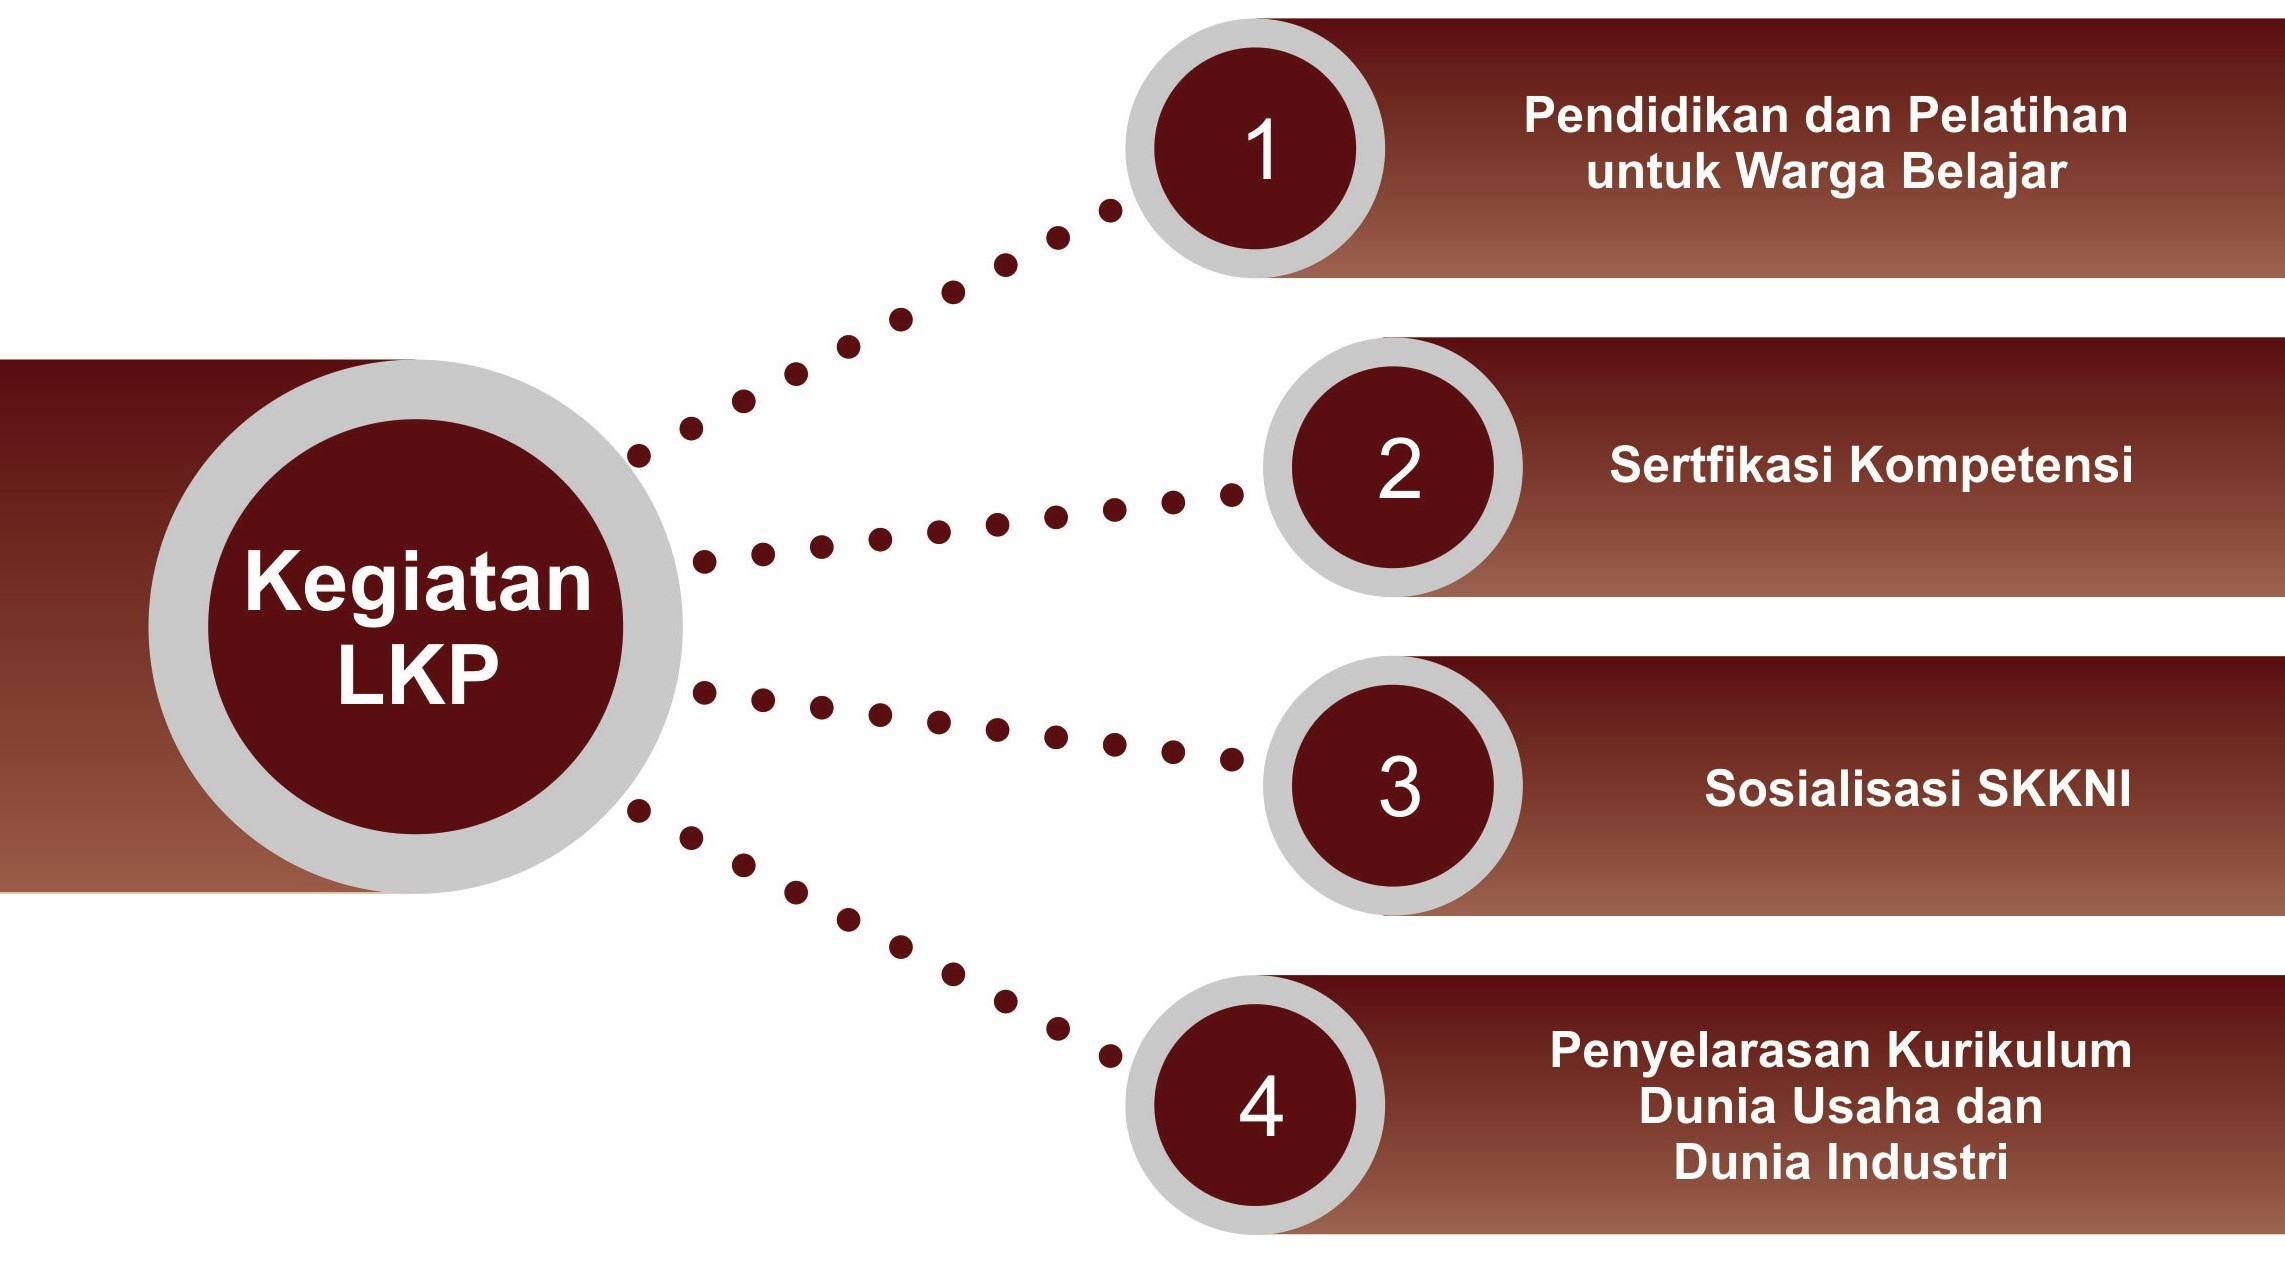 Kegiatan
LKP
1
Pendidikan dan Pelatihan
untuk Warga Belajar
2
Sertfikasi Kompetensi
3
Sosialisasi SKKNI
4
Penyelarasan Kurikulum
Dunia Usaha dan
Dunia Industri